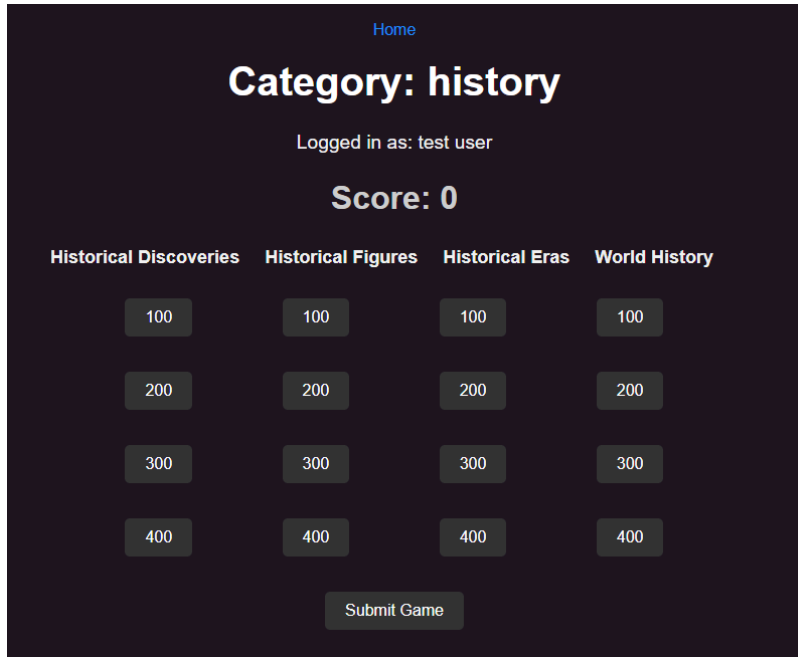 Home
Category: history
Logged in as: test user
Score: 0
Historical Discoveries Historical Figures Historical Eras World History
100 100 100 100
200 200 200 200
300 300 300 300
400 400 400 400
Submit Game